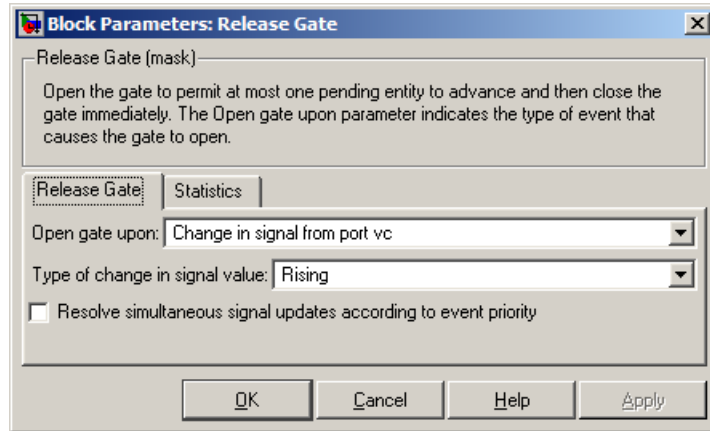 Block Parameters: Release Gate
Release Gate (mask)
Open the gate to permit at most one pending entity to advance and then close the
gate immediately. The Open gate upon parameter indicates the type of event that
causes the gate to open.
Release Gate Statistics
Open gate upon: Change in signal from port vc
Type of change in signal value: Rising
Resolve simultaneous signal updates according to event priority
OK Cancel Help Apply